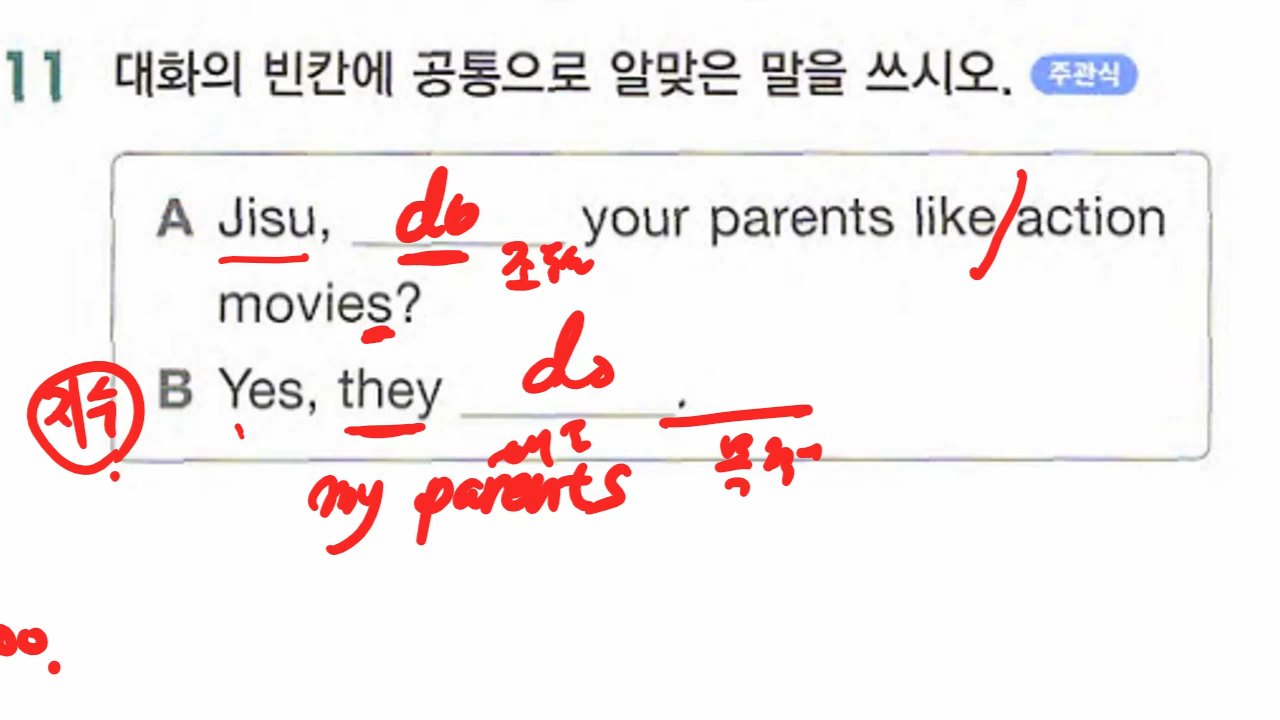 11 대화의 빈칸에 공통으로 알맞은 말을 쓰시오. 주관식
A Jisu, do your parents like action
movies?
B Yes, they do.
지수
my parents